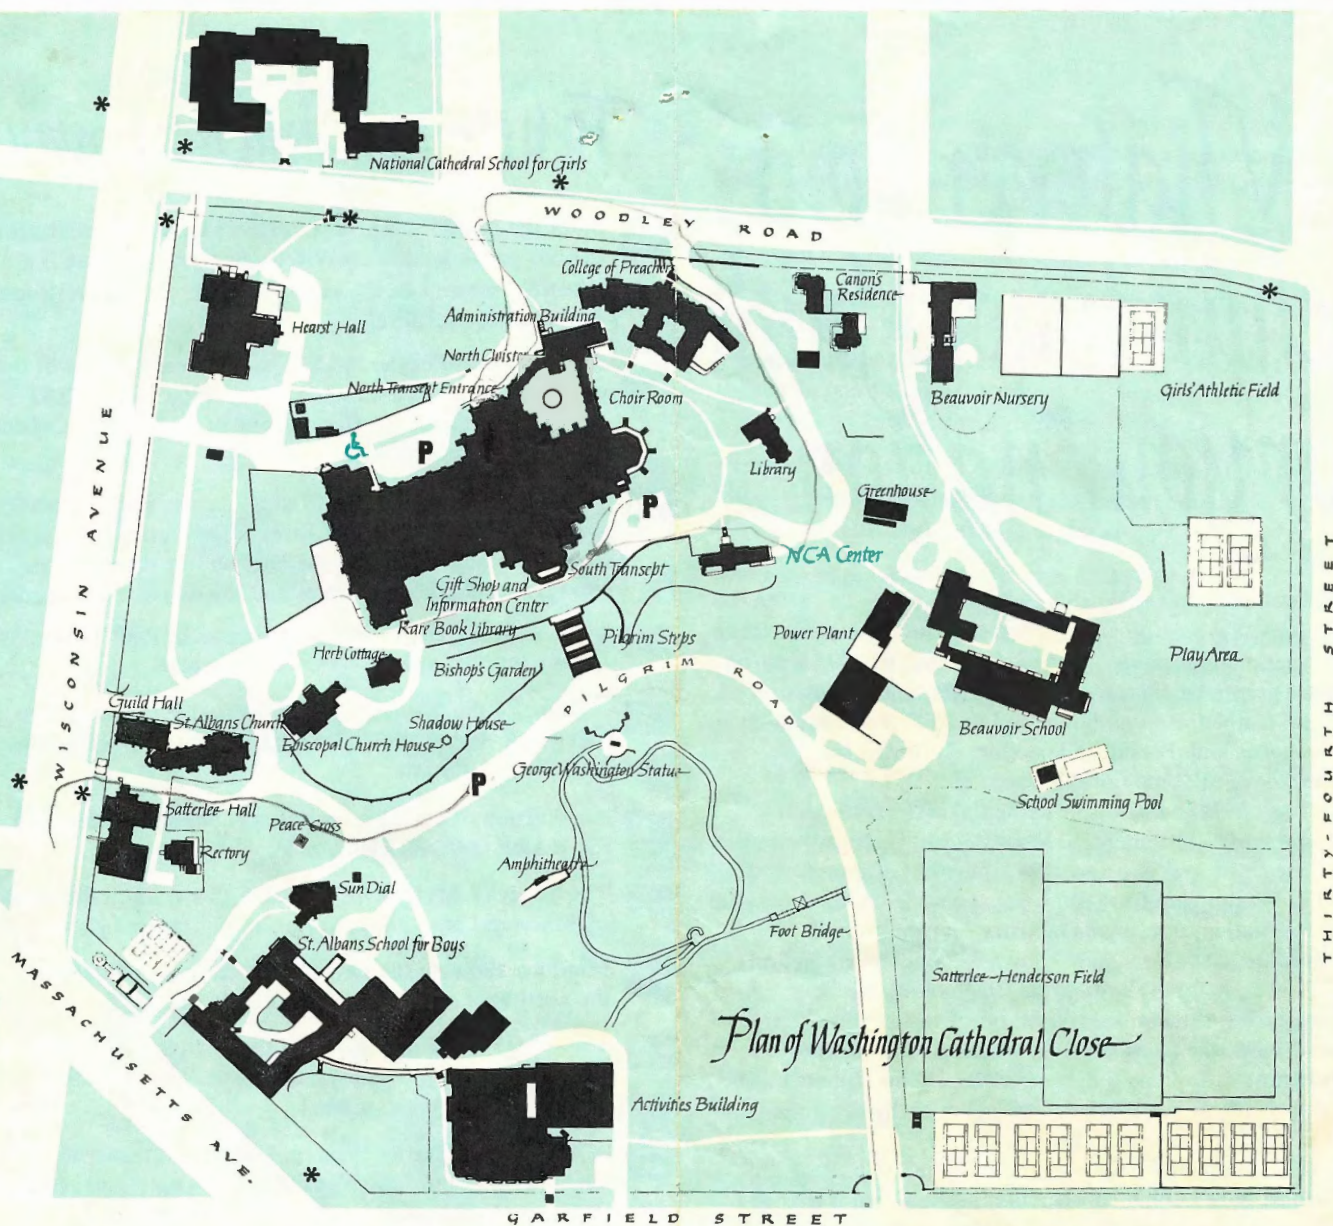 National Cathedral School for Girls
WOODLEY ROAD
College of Preachers
Canon's
Residence
Administration Building
Hearst Hall
North Cloister
North Transept Entrance
Choir Room
Beauvoir Nursery
Girls' Athletic Field
P
Library
Greenhouse
P
NCA Center
South Transept
Gift Shop and
Information Center
Rare Book Library
Pilgrim Steps
Power Plant
Herb Cottage
Bishop's Garden
PILGRIM ROAD
Play Area
WISCONSIN AVENUE
THIRTY-FOURTH STREET
Guild Hall
St. Albans Church
Shadow House
Episcopal Church House
Beauvoir School
George Washington Statue
P
School Swimming Pool
Satterlee Hall
Peace Cross
Rectory
Amphitheatre
Sun Dial
Foot Bridge
St. Albans School for Boys
Satterlee-Henderson Field
MASSACHUSETTS AVE.
Plan of Washington Cathedral Close
Activities Building
GARFIELD STREET